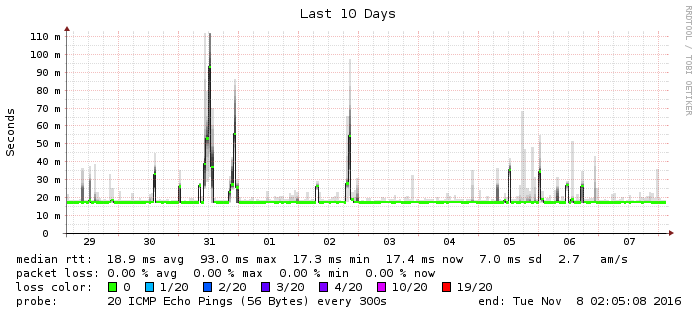 Last 10 Days
RRDTOOL / TOBI OETIKER
110 m
100 m
90 m
80 m
70 m
60 m
50 m
40 m
30 m
20 m
10 m
0
Seconds
29 30 31 01 02 03 04 05 06 07
median rtt: 18.9 ms avg 93.0 ms max 17.3 ms min 17.4 ms now 7.0 ms sd 2.7 am/s
packet loss: 0.00 % avg 0.00 % max 0.00 % min 0.00 % now
loss color: 0 1/20 2/20 3/20 4/20 10/20 19/20
probe: 20 ICMP Echo Pings (56 Bytes) every 300s end: Tue Nov 8 02:05:08 2016